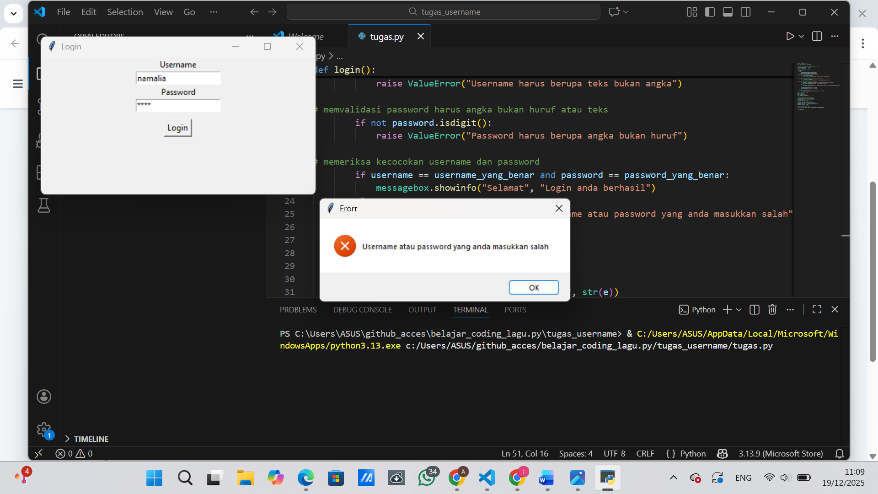 File Edit Selection View Go ··· tugas_username
Login
Welcome
tugas.py
py > ...
Username
namalia
Password
****
Login
def login():
raise ValueError("Username harus berupa teks bukan angka")
# memvalidasi password harus angka bukan huruf atau teks
if not password.isdigit():
raise ValueError("Password harus berupa angka bukan huruf")
# memeriksa kecocokan username dan password
if username == username_yang_benar and password == password_yang_benar:
messagebox.showinfo("Selamat", "Login anda berhasil")
24
25 atau password yang anda masukkan salah"
26
27
28
29
30
31 , str(e))
Erorr
Username atau password yang anda masukkan salah
OK
PROBLEMS DEBUG CONSOLE OUTPUT TERMINAL PORTS Python
PS C:\Users\ASUS\github_acces\belajar_coding_lagu.py\tugas_username> & C:/Users/ASUS/AppData/Local/Microsoft/Wi
ndowsApps/python3.13.exe c:/Users/ASUS/github_acces/belajar_coding_lagu.py/tugas_username/tugas.py
1
TIMELINE
0 0 Ln 51, Col 16 Spaces: 4 UTF 8 CRLF { } Python 3.13.9 (Microsoft Store)
4 34 A ENG 11:09
19/12/2025